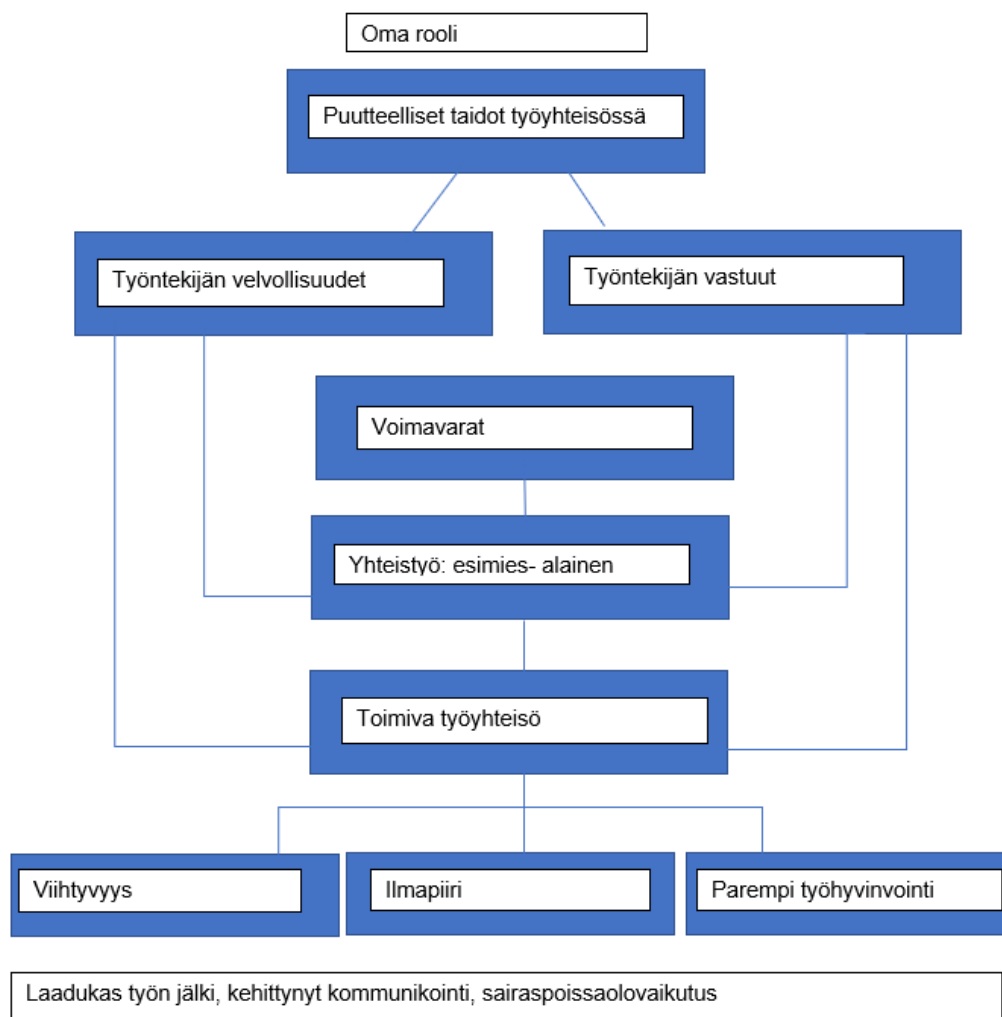 Oma rooli
Puutteelliset taidot työyhteisössä
Työntekijän velvollisuudet
Työntekijän vastuut
Voimavarat
Yhteistyö: esimies- alainen
Toimiva työyhteisö
Viihtyvyys
Ilmapiiri
Parempi työhyvinvointi
Laadukas työn jälki, kehittynyt kommunikointi, sairaspoissaolovaikutus